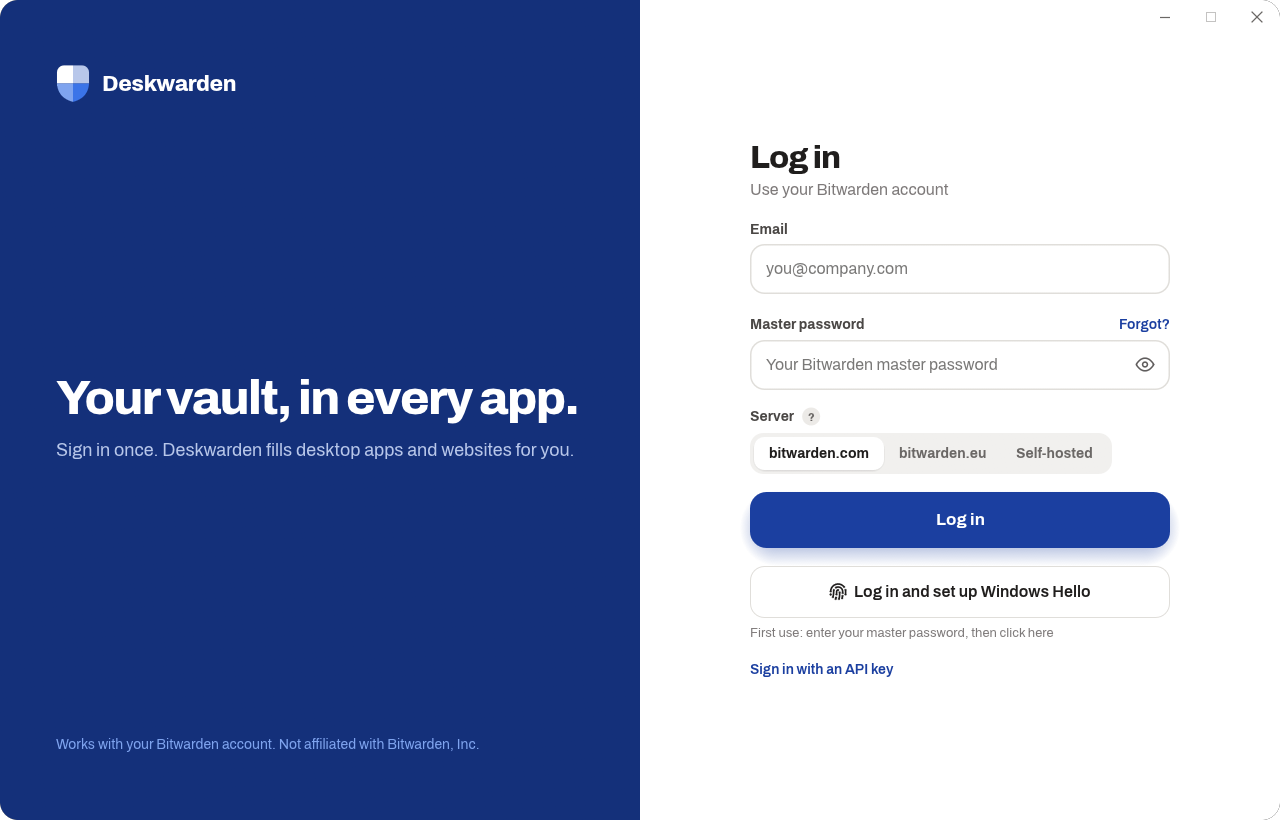 Deskwarden
Your vault, in every app.
Sign in once. Deskwarden fills desktop apps and websites for you.
Works with your Bitwarden account. Not affiliated with Bitwarden, Inc.
Log in
Use your Bitwarden account
Email
you@company.com
Master password Forgot?
Your Bitwarden master password
Server ?
bitwarden.com bitwarden.eu Self-hosted
Log in
Log in and set up Windows Hello
First use: enter your master password, then click here
Sign in with an API key